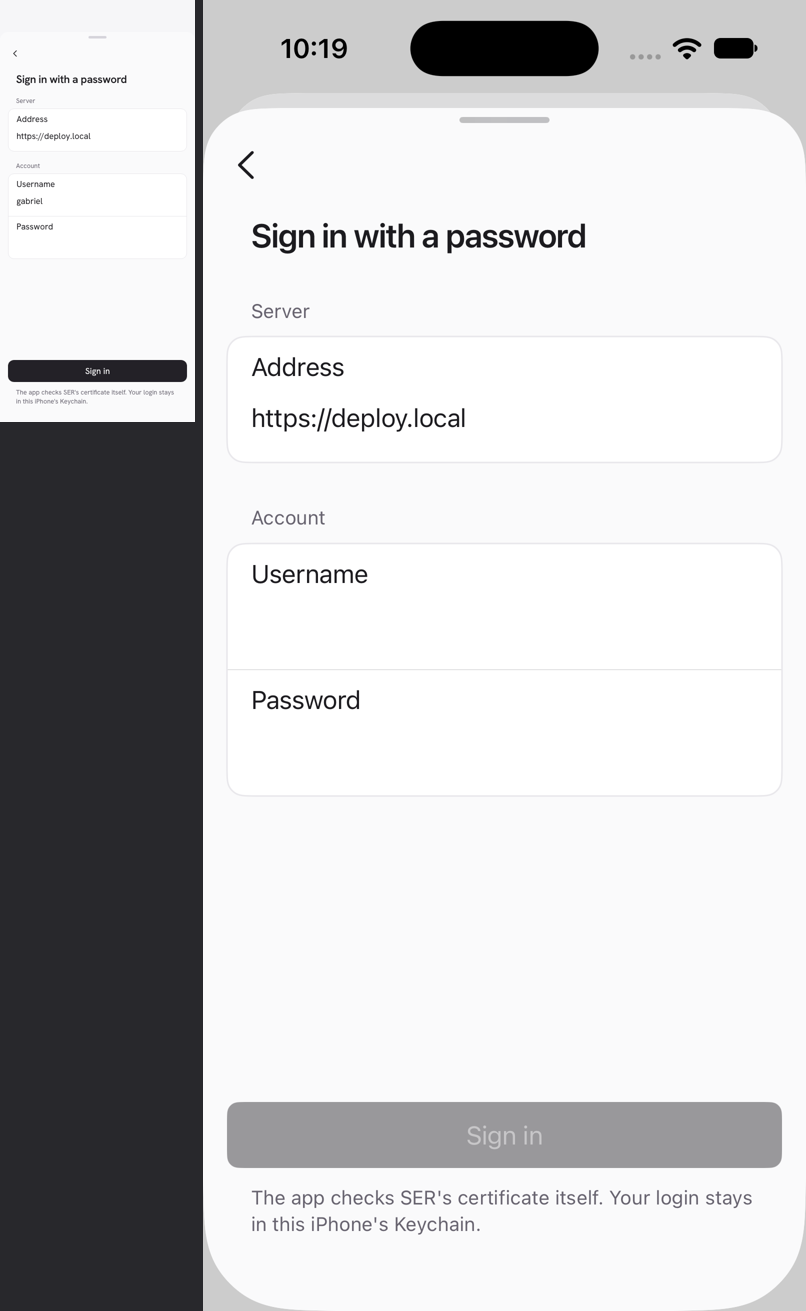 Sign in with a password
Server
Address
https://deploy.local
Account
Username
gabriel
Password
Sign in
The app checks SER's certificate itself. Your login stays
in this iPhone's Keychain.
10:19
Sign in with a password
Server
Address
https://deploy.local
Account
Username
Password
Sign in
The app checks SER's certificate itself. Your login stays
in this iPhone's Keychain.